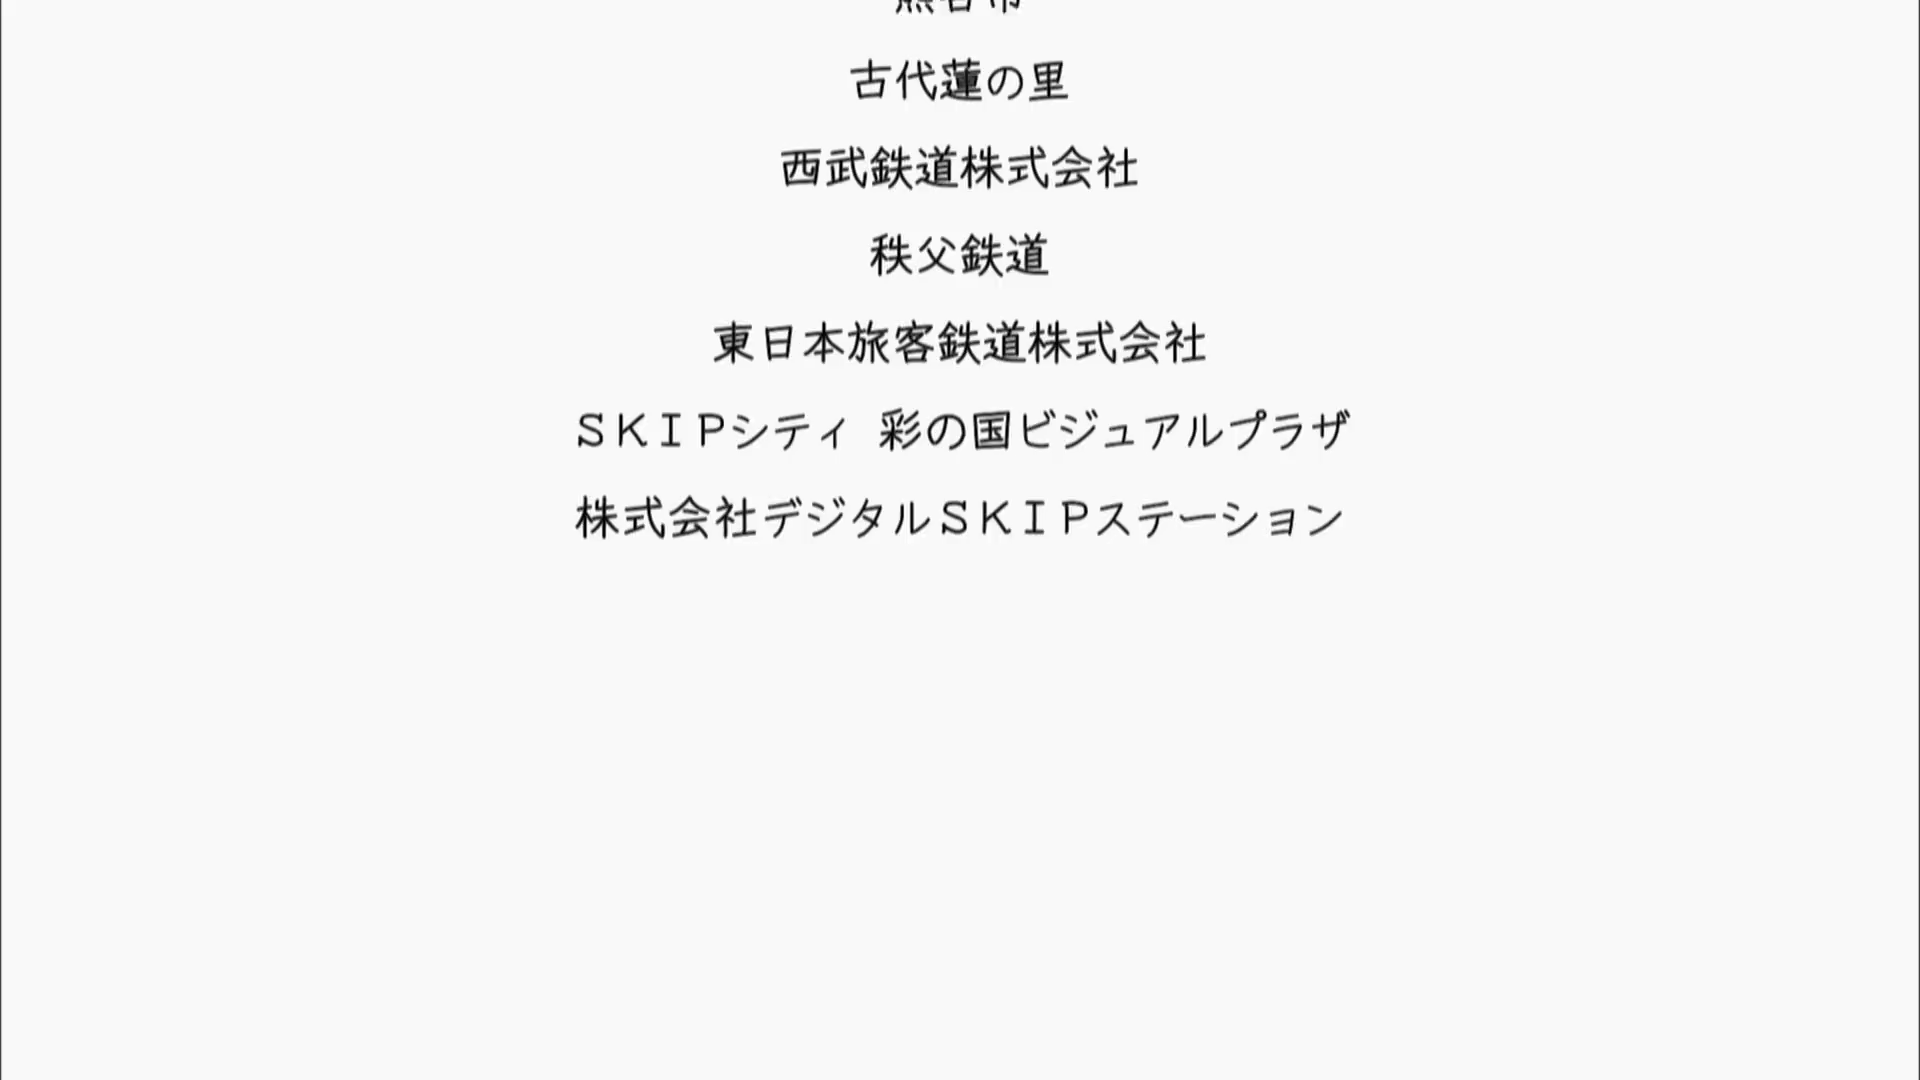 古代蓮の里
西武鉄道株式会社
秩父鉄道
東日本旅客鉄道株式会社
ＳＫＩＰシティ 彩の国ビジュアルプラザ
株式会社デジタルＳＫＩＰステーション